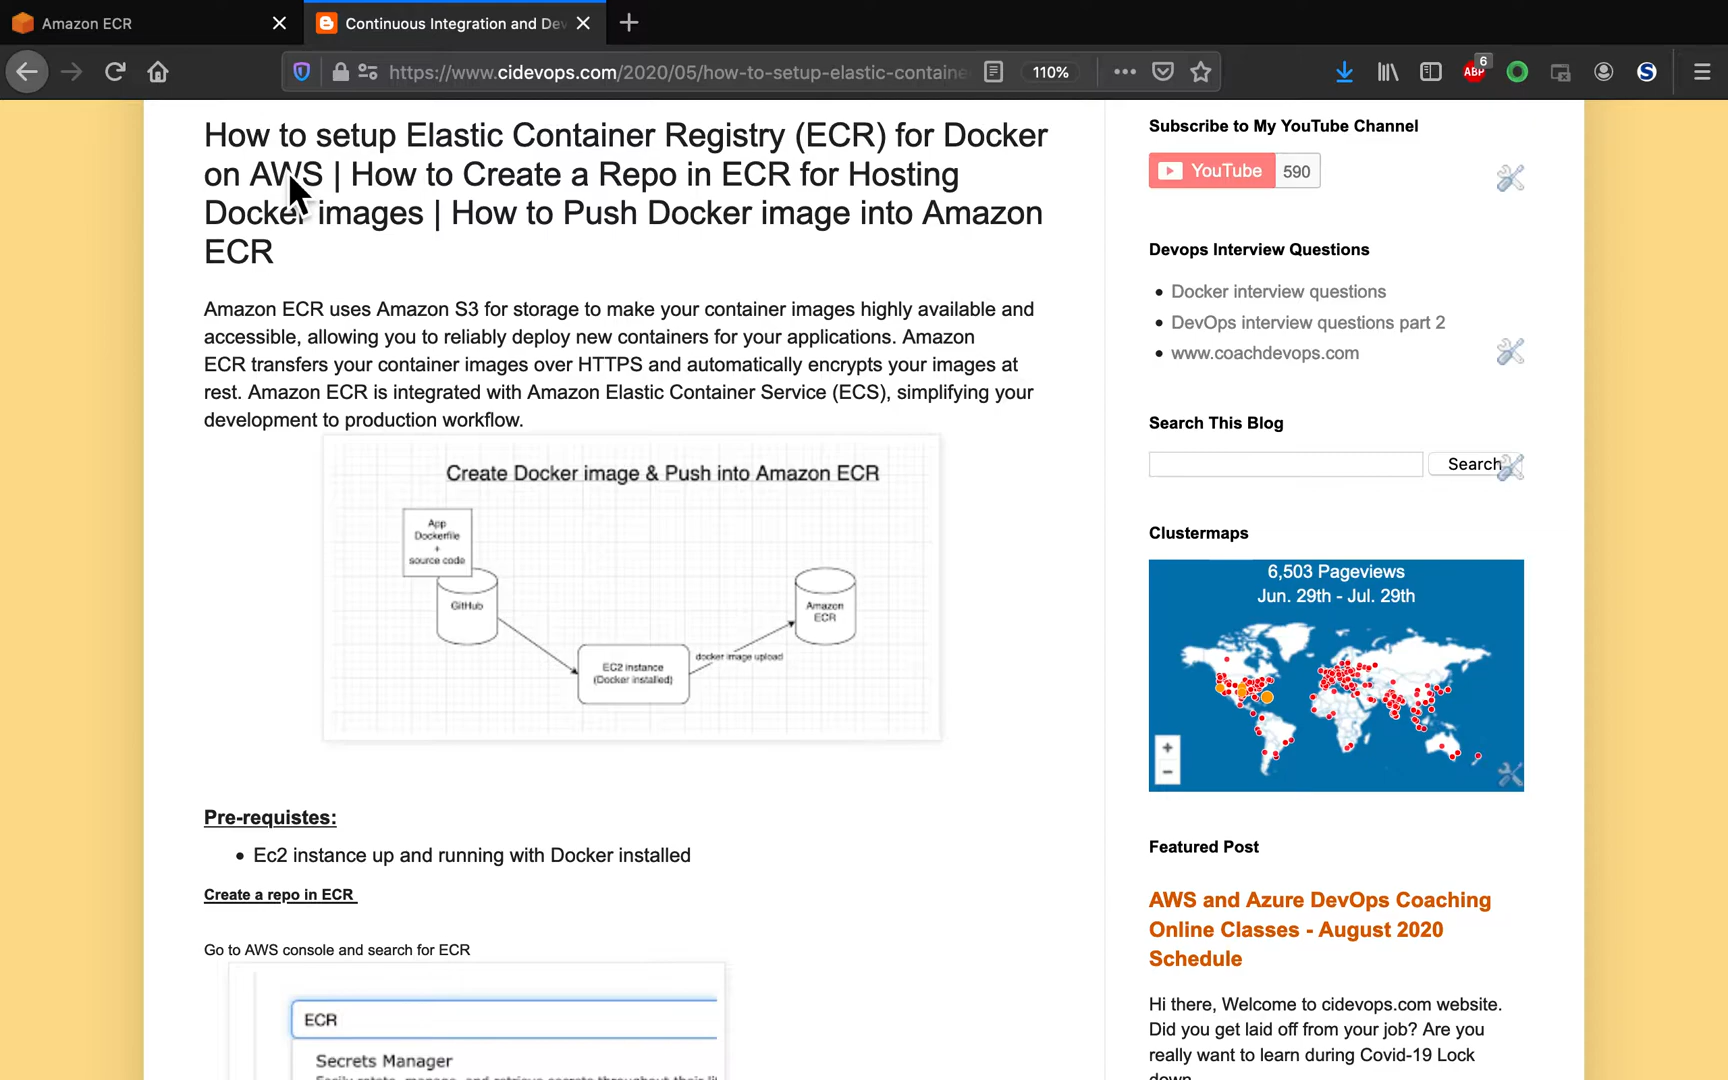 Amazon ECR
Continuous Integration and Dev
https://www.cidevops.com/2020/05/how-to-setup-elastic-containe
110%
ABP
6
S
How to setup Elastic Container Registry (ECR) for Docker
on AWS | How to Create a Repo in ECR for Hosting
Docker images | How to Push Docker image into Amazon
ECR
Amazon ECR uses Amazon S3 for storage to make your container images highly available and
accessible, allowing you to reliably deploy new containers for your applications. Amazon
ECR transfers your container images over HTTPS and automatically encrypts your images at
rest. Amazon ECR is integrated with Amazon Elastic Container Service (ECS), simplifying your
development to production workflow.
Create Docker image & Push into Amazon ECR
App
Dockerfile
+
source code
GitHub
Amazon
ECR
docker image upload
EC2 instance
(Docker installed)
Pre-requistes:
• Ec2 instance up and running with Docker installed
Create a repo in ECR
Go to AWS console and search for ECR
ECR
Secrets Manager
Subscribe to My YouTube Channel
YouTube 590
Devops Interview Questions
• Docker interview questions
• DevOps interview questions part 2
• www.coachdevops.com
Search This Blog
Search
Clustermaps
6,503 Pageviews
Jun. 29th - Jul. 29th
+
−
Featured Post
AWS and Azure DevOps Coaching
Online Classes - August 2020
Schedule
Hi there, Welcome to cidevops.com website.
Did you get laid off from your job? Are you
really want to learn during Covid-19 Lock
down